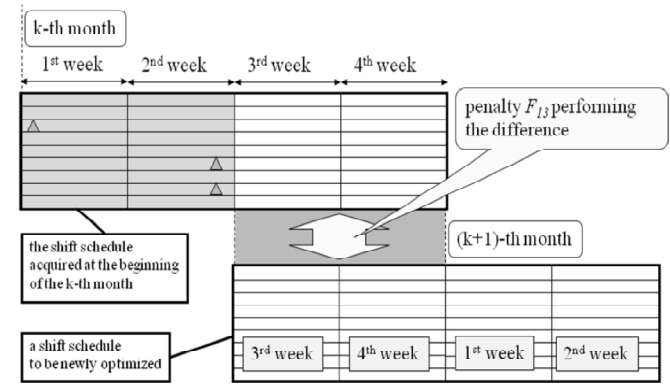 k-th month
1st week 2nd week 3rd week 4th week
penalty F13 performing
the difference
(k+1)-th month
the shift schedule
acquired at the beginning
of the k-th month
a shift schedule
to be newly optimized
3rd week 4th week 1st week 2nd week